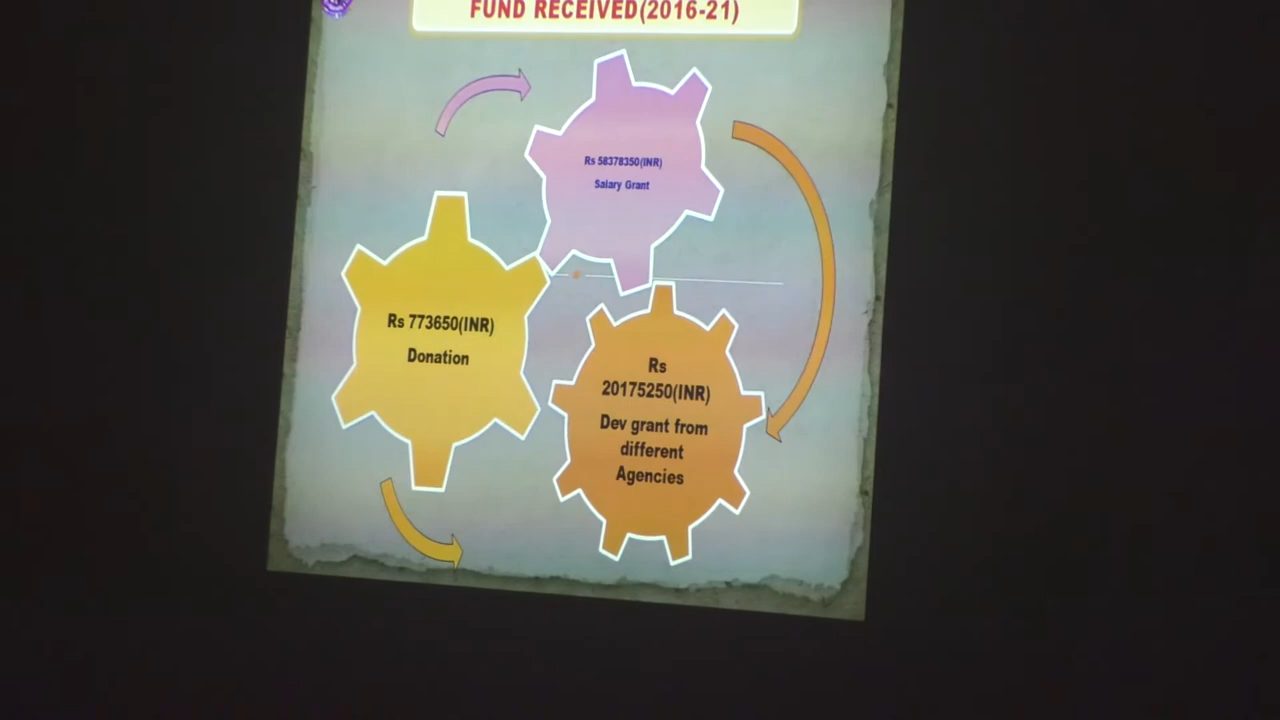 FUND RECEIVED(2016-21)
Rs 58378350(INR)
Salary Grant
Rs 773650(INR)
Donation
Rs
20175250(INR)
Dev grant from
different
Agencies